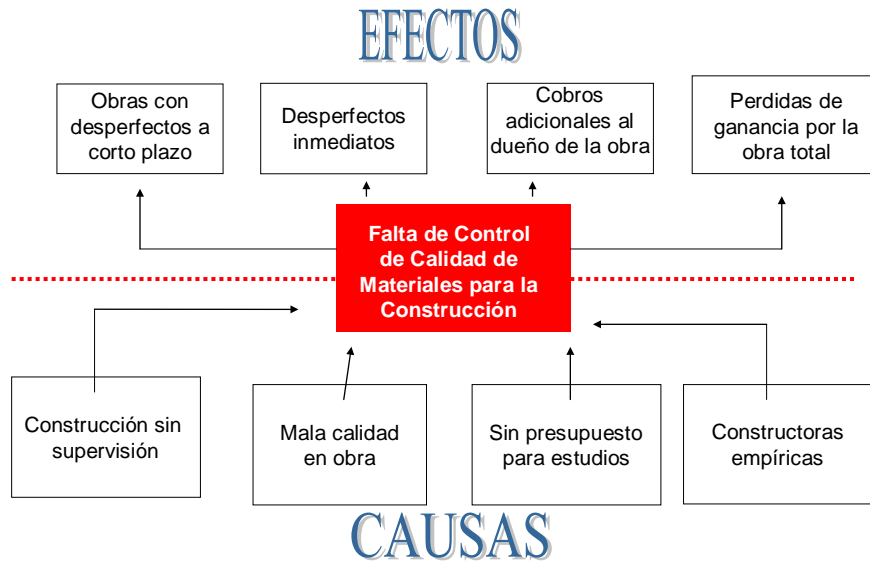 EFECTOS
Obras con
desperfectos a
corto plazo
Desperfectos
inmediatos
Cobros
adicionales al
dueño de la obra
Perdidas de
ganancia por la
obra total
Falta de Control
de Calidad de
Materiales para la
Construcción
Construcción sin
supervisión
Mala calidad
en obra
Sin presupuesto
para estudios
Constructoras
empíricas
CAUSAS